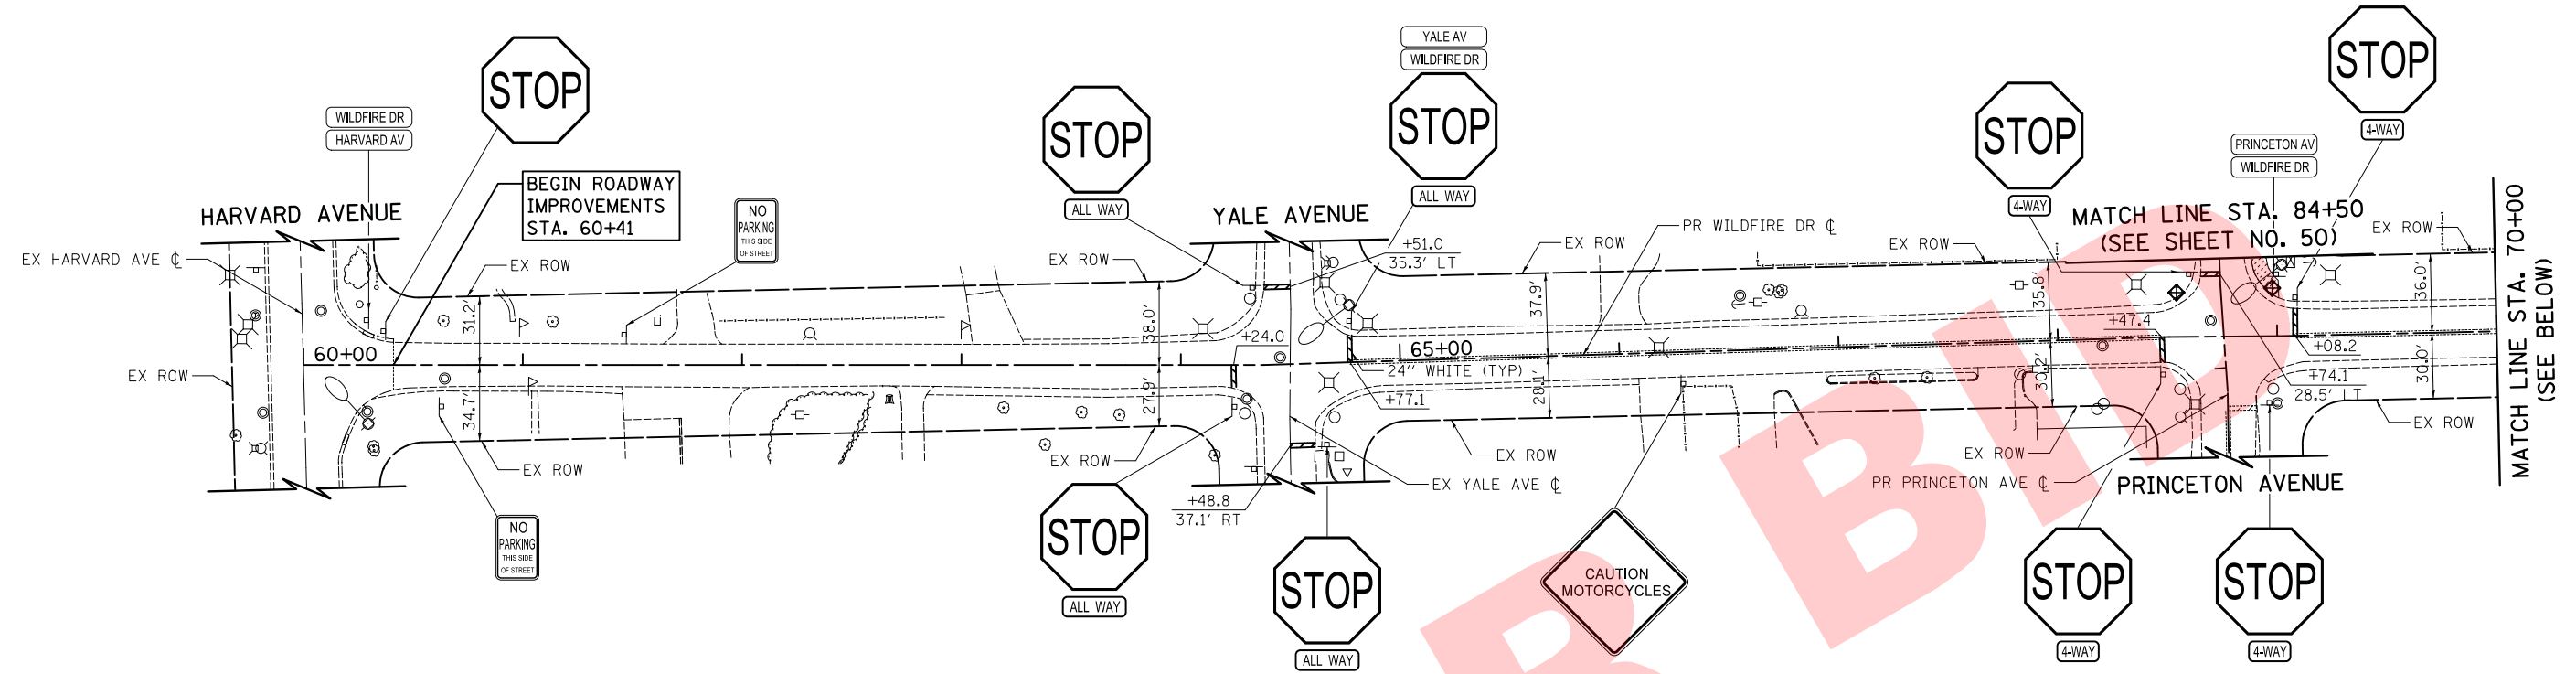 STOP
WILDFIRE DR
HARVARD AV
BEGIN ROADWAY
IMPROVEMENTS
STA. 60+41
HARVARD AVENUE
EX HARVARD AVE ℄
EX ROW
EX ROW
31.2'
34.7'
60+00
EX ROW
NO
PARKING
THIS SIDE
OF STREET
NO
PARKING
THIS SIDE
OF STREET
STOP
ALL WAY
YALE AV
WILDFIRE DR
STOP
ALL WAY
YALE AVENUE
EX ROW
38.0'
27.9'
+24.0
+51.0
35.3' LT
EX ROW
STOP
ALL WAY
+48.8
37.1' RT
STOP
ALL WAY
EX YALE AVE ℄
EX ROW
+77.1
65+00
24" WHITE (TYP)
37.9'
28.1'
EX ROW
PR WILDFIRE DR ℄
CAUTION
MOTORCYCLES
STOP
4-WAY
EX ROW
MATCH LINE STA. 84+50
(SEE SHEET NO. 50)
PRINCETON AV
WILDFIRE DR
STOP
4-WAY
EX ROW
35.8'
30.2'
+47.4
+08.2
+74.1
28.5' LT
36.0'
30.0'
EX ROW
EX ROW
PR PRINCETON AVE ℄
PRINCETON AVENUE
STOP
4-WAY
STOP
4-WAY
MATCH LINE STA. 70+00
(SEE BELOW)
R BID